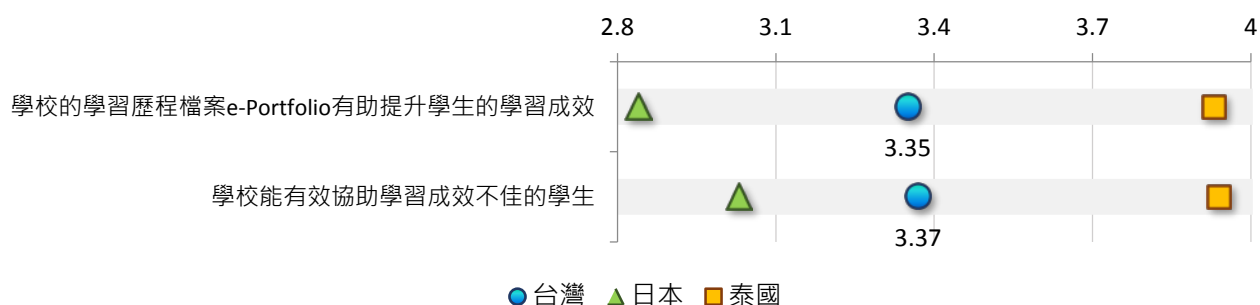 2.8 3.1 3.4 3.7 4
學校的學習歷程檔案e-Portfolio有助提升學生的學習成效
3.35
學校能有效協助學習成效不佳的學生
3.37
台灣 日本 泰國